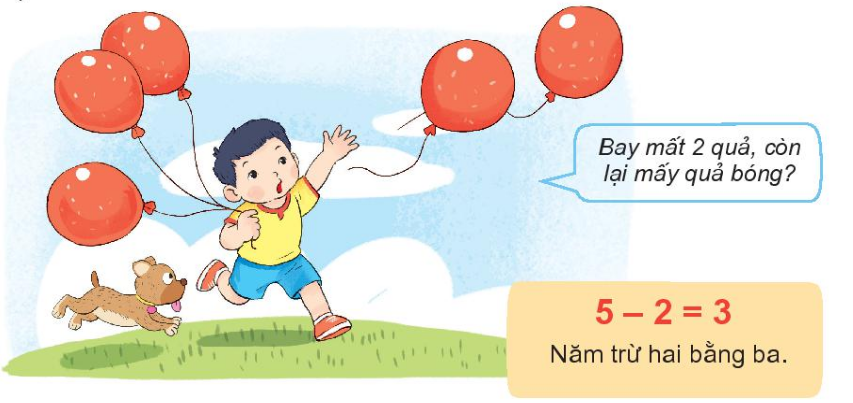 Bay mất 2 quả, còn
lại mấy quả bóng?
5 – 2 = 3
Năm trừ hai bằng ba.